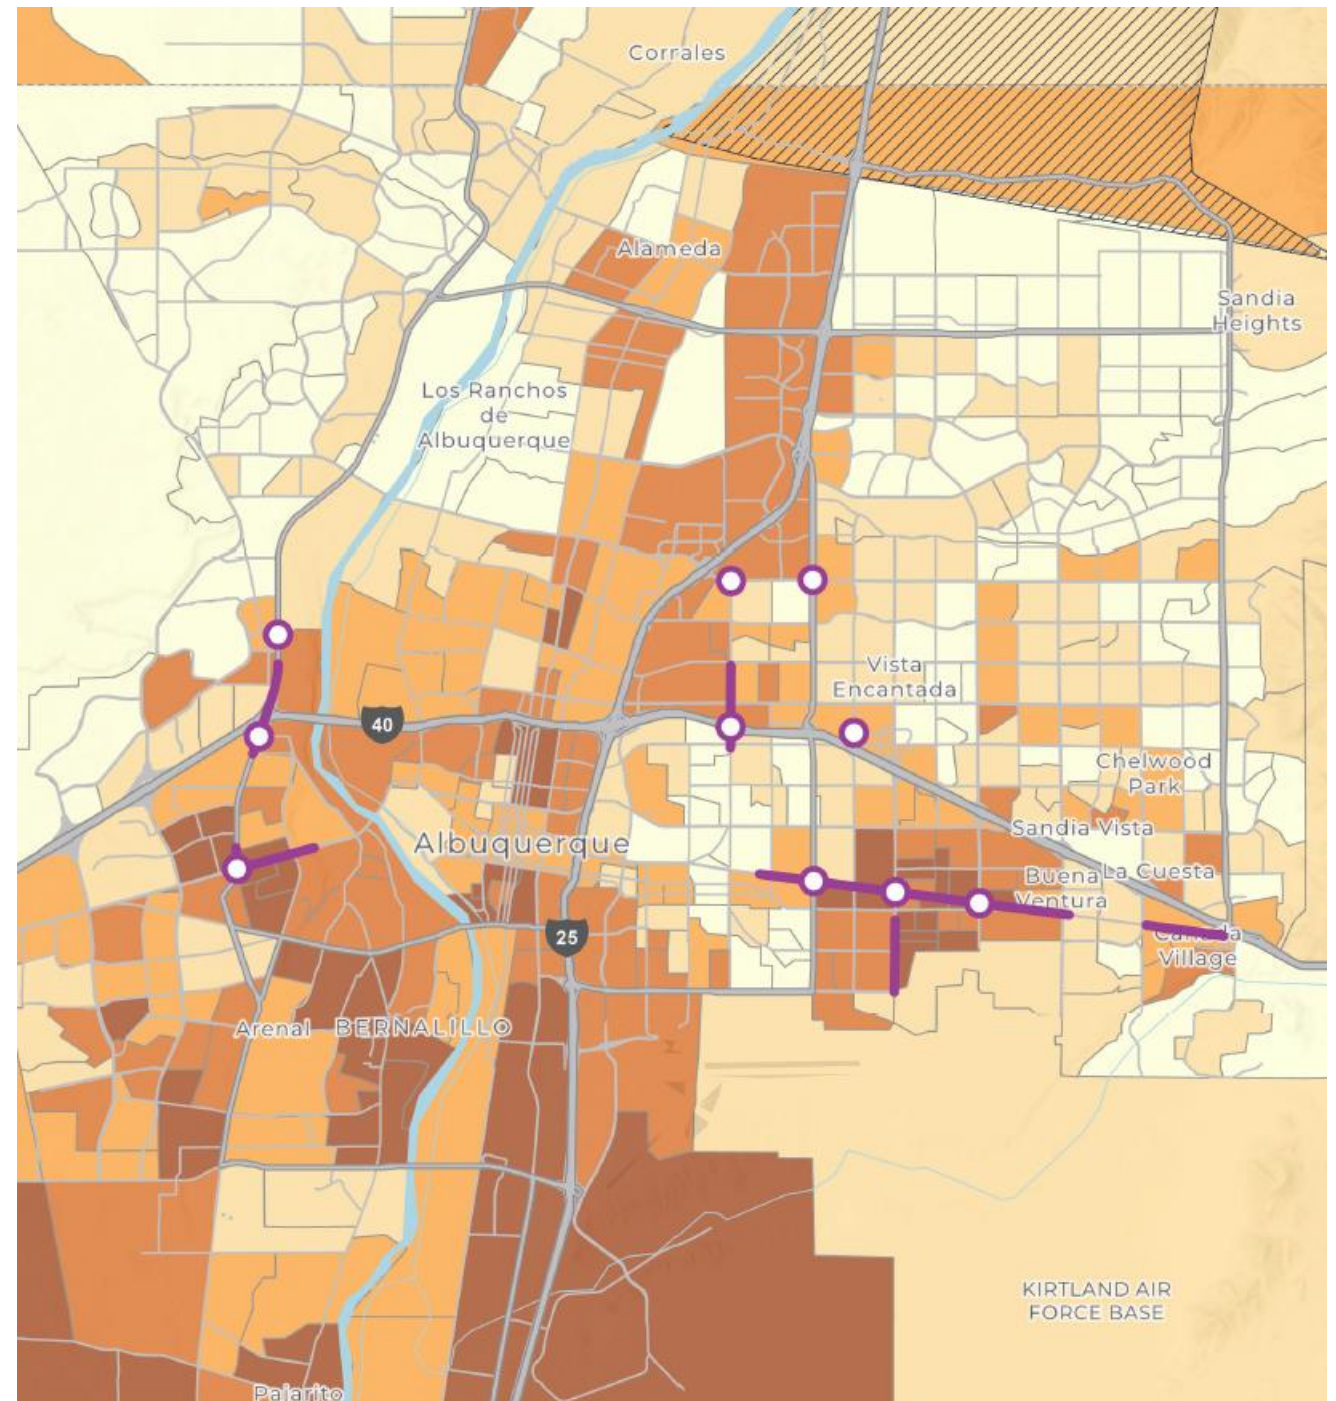 Corrales
Alameda
Sandia
Heights
Los Ranchos
de
Albuquerque
Vista
Encantada
40
Chelwood
Park
Sandia Vista
Albuquerque
La Cuesta
Buena
Ventura
25
Village
Arenal
BERNALILLO
KIRTLAND AIR
FORCE BASE
Pajarito